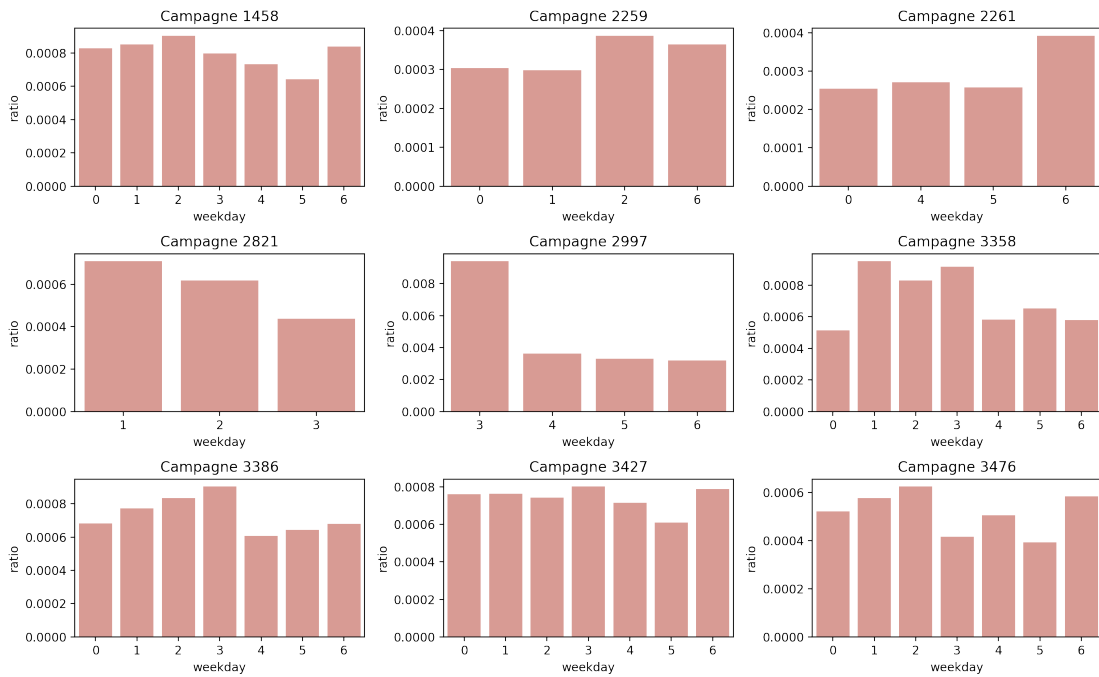 Campagne 1458
0.0008
0.0006
0.0004
0.0002
0.0000
ratio
0 1 2 3 4 5 6
weekday
Campagne 2259
0.0004
0.0003
0.0002
0.0001
0.0000
ratio
0 1 2 6
weekday
Campagne 2261
0.0004
0.0003
0.0002
0.0001
0.0000
ratio
0 4 5 6
weekday
Campagne 2821
0.0006
0.0004
0.0002
0.0000
ratio
1 2 3
weekday
Campagne 2997
0.008
0.006
0.004
0.002
0.000
ratio
3 4 5 6
weekday
Campagne 3358
0.0008
0.0006
0.0004
0.0002
0.0000
ratio
0 1 2 3 4 5 6
weekday
Campagne 3386
0.0008
0.0006
0.0004
0.0002
0.0000
ratio
0 1 2 3 4 5 6
weekday
Campagne 3427
0.0008
0.0006
0.0004
0.0002
0.0000
ratio
0 1 2 3 4 5 6
weekday
Campagne 3476
0.0006
0.0004
0.0002
0.0000
ratio
0 1 2 3 4 5 6
weekday